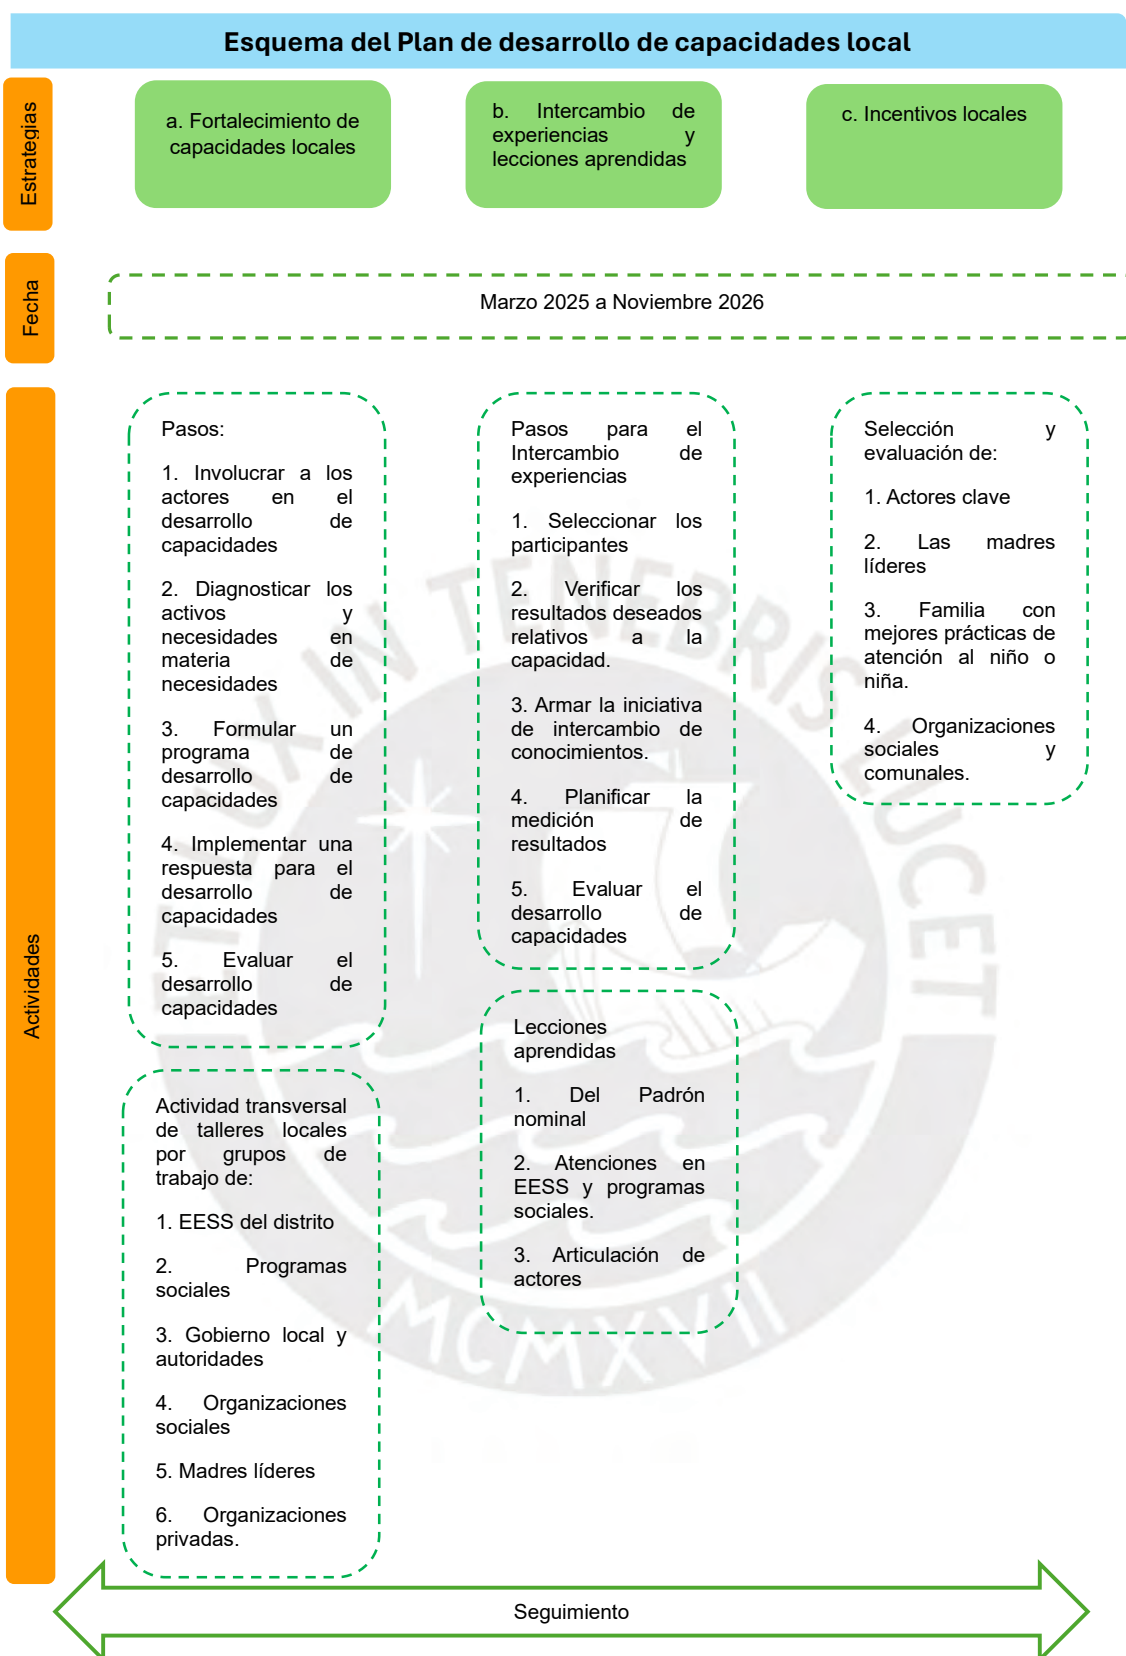 Esquema del Plan de desarrollo de capacidades local
Estrategias
a. Fortalecimiento de
capacidades locales
b. Intercambio de
experiencias y
lecciones aprendidas
c. Incentivos locales
Fecha
Marzo 2025 a Noviembre 2026
Actividades
Pasos:
1. Involucrar a los
actores en el
desarrollo de
capacidades
2. Diagnosticar los
activos y
necesidades en
materia de
necesidades
3. Formular un
programa de
desarrollo de
capacidades
4. Implementar una
respuesta para el
desarrollo de
capacidades
5. Evaluar el
desarrollo de
capacidades
Actividad transversal
de talleres locales
por grupos de
trabajo de:
1. EESS del distrito
2. Programas
sociales
3. Gobierno local y
autoridades
4. Organizaciones
sociales
5. Madres líderes
6. Organizaciones
privadas.
Pasos para el
Intercambio de
experiencias
1. Seleccionar los
participantes
2. Verificar los
resultados deseados
relativos a la
capacidad.
3. Armar la iniciativa
de intercambio de
conocimientos.
4. Planificar la
medición de
resultados
5. Evaluar el
desarrollo de
capacidades
Lecciones
aprendidas
1. Del Padrón
nominal
2. Atenciones en
EESS y programas
sociales.
3. Articulación de
actores
Selección y
evaluación de:
1. Actores clave
2. Las madres
líderes
3. Familia con
mejores prácticas de
atención al niño o
niña.
4. Organizaciones
sociales y
comunales.
Seguimiento
ET LUX IN TENEBRIS LUCET
MCMXVII